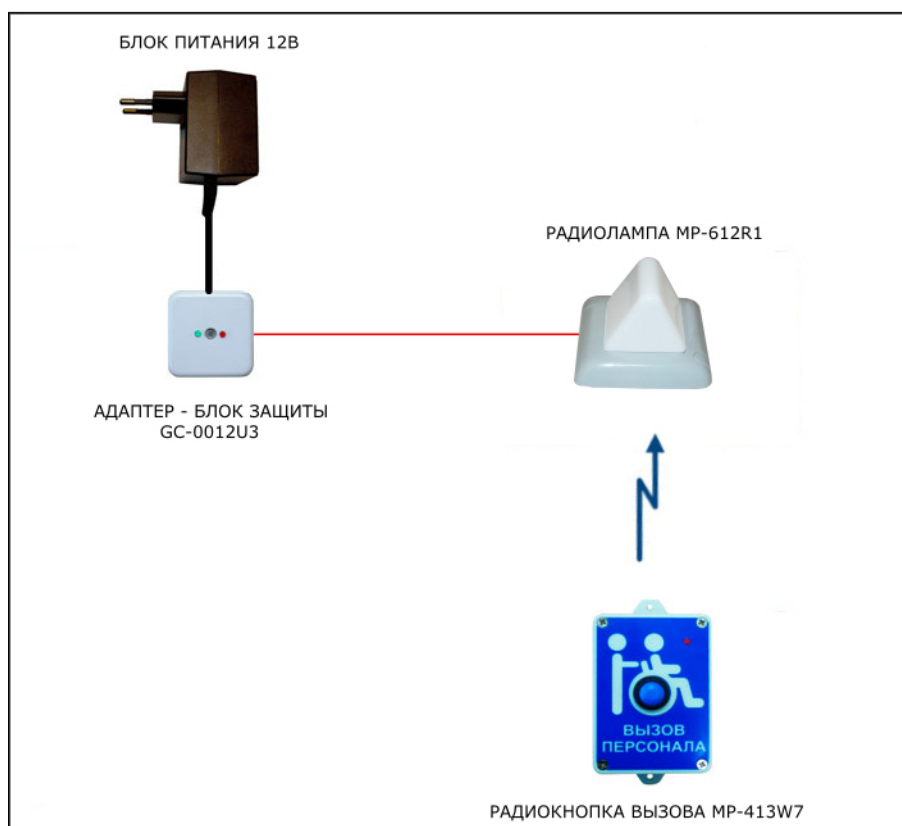 БЛОК ПИТАНИЯ 12В
РАДИОЛАМПА MP-612R1
АДАПТЕР - БЛОК ЗАЩИТЫ
GC-0012U3
ВЫЗОВ
ПЕРСОНАЛА
РАДИОКНОПКА ВЫЗОВА MP-413W7